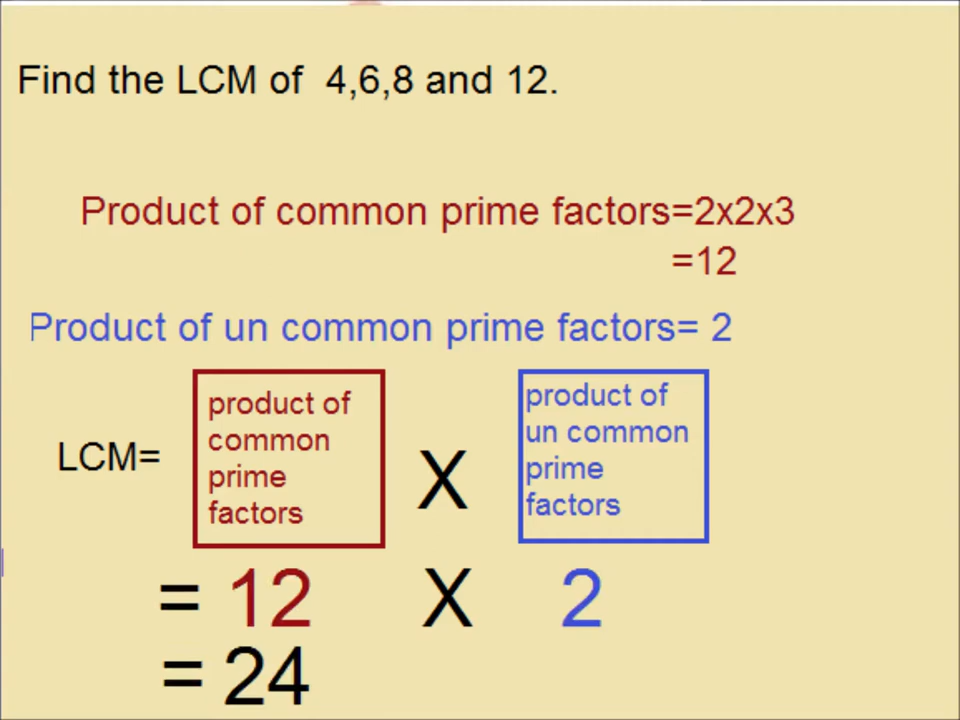 Find the LCM of 4,6,8 and 12.
Product of common prime factors=2x2x3
=12
Product of un common prime factors= 2
LCM=
product of
common
prime
factors
X
product of
un common
prime
factors
= 12 X 2
= 24